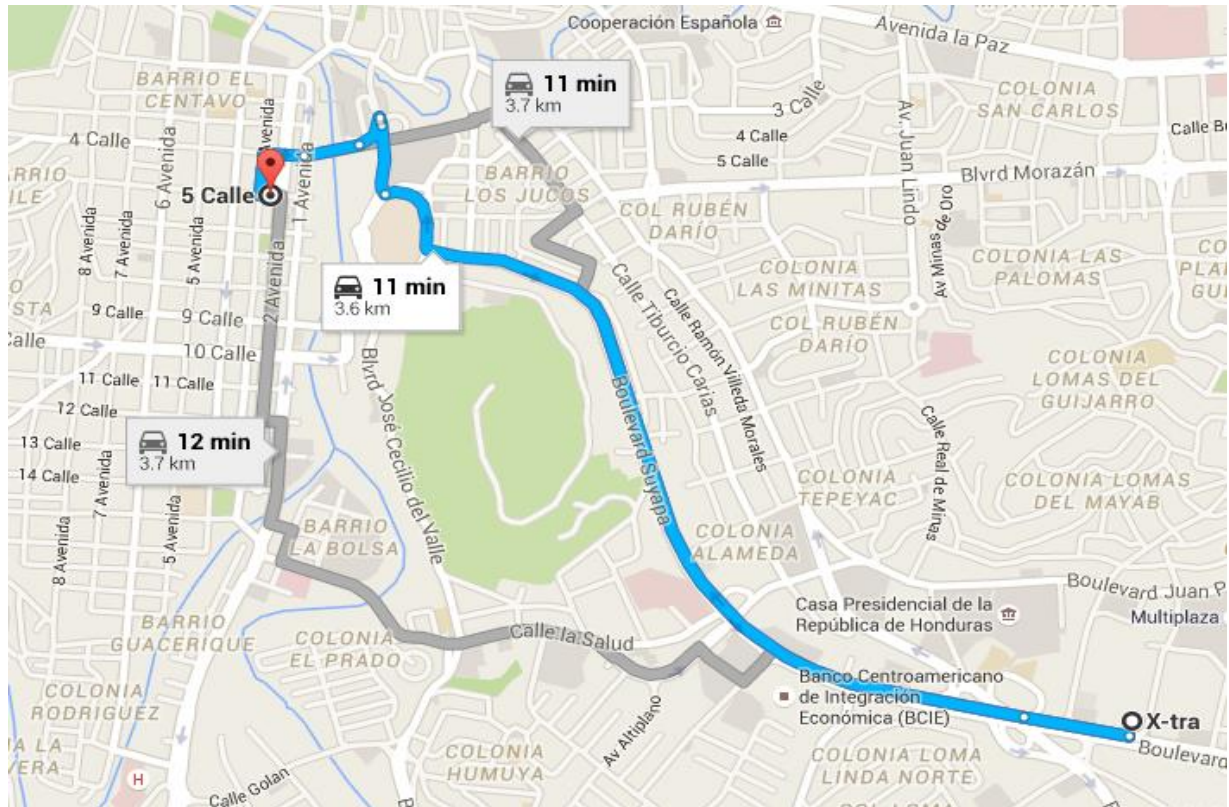 Cooperación Española
Avenida la Paz
BARRIO EL
CENTAVO
11 min
3.7 km
3 Calle
COLONIA
SAN CARLOS
4 Calle
6 Avenida
Avenida
1 Avenida
4 Calle
5 Calle
Av. Juan Lindo
BARRIO
LOS JUCOS
Blvrd Morazán
5 Calle
COL RUBÉN
DARÍO
Av Minas de Oro
8 Avenida
7 Avenida
5 Avenida
2 Avenida
11 min
3.6 km
COLONIA
LAS MINITAS
COLONIA LAS
PALOMAS
9 Calle
9 Calle
10 Calle
Calle Tiburcio Carías
Calle Ramón Villeda Morales
COL RUBÉN
DARÍO
11 Calle
11 Calle
12 Calle
Blvrd José Cecilio del Valle
Boulevard Suyapa
COLONIA
LOMAS DEL
GUIJARRO
12 min
3.7 km
13 Calle
14 Calle
7 Avenida
5 Avenida
8 Avenida
Calle Real de Minas
COLONIA
TEPEYAC
COLONIA LOMAS
DEL MAYAB
BARRIO
LA BOLSA
COLONIA
ALAMEDA
Boulevard Juan P
Casa Presidencial de la
República de Honduras
Multiplaza
BARRIO
GUACERIQUE
COLONIA
EL PRADO
Calle la Salud
Banco Centroamericano
de Integración
Económica (BCIE)
COLONIA
RODRIGUEZ
X-tra
Boulevard
Av Altiplano
COLONIA
HUMUYA
COLONIA LOMA
LINDA NORTE
H
Calle Golan